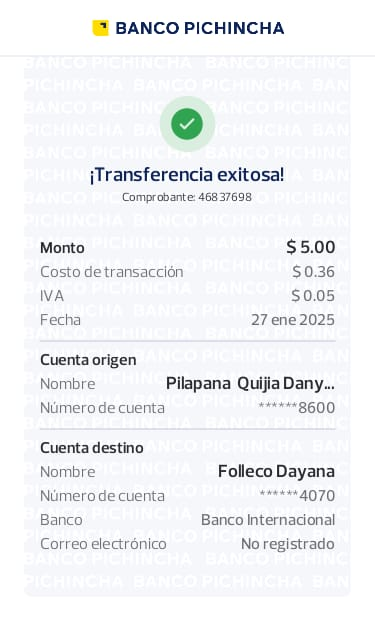 BANCO PICHINCHA
¡Transferencia exitosa!
Comprobante: 46837698
Monto $ 5.00
Costo de transacción $ 0.36
IVA $ 0.05
Fecha 27 ene 2025
Cuenta origen
Nombre Pilapana Quijia Dany...
Número de cuenta ******8600
Cuenta destino
Nombre Folleco Dayana
Número de cuenta ******4070
Banco Banco Internacional
Correo electrónico No registrado